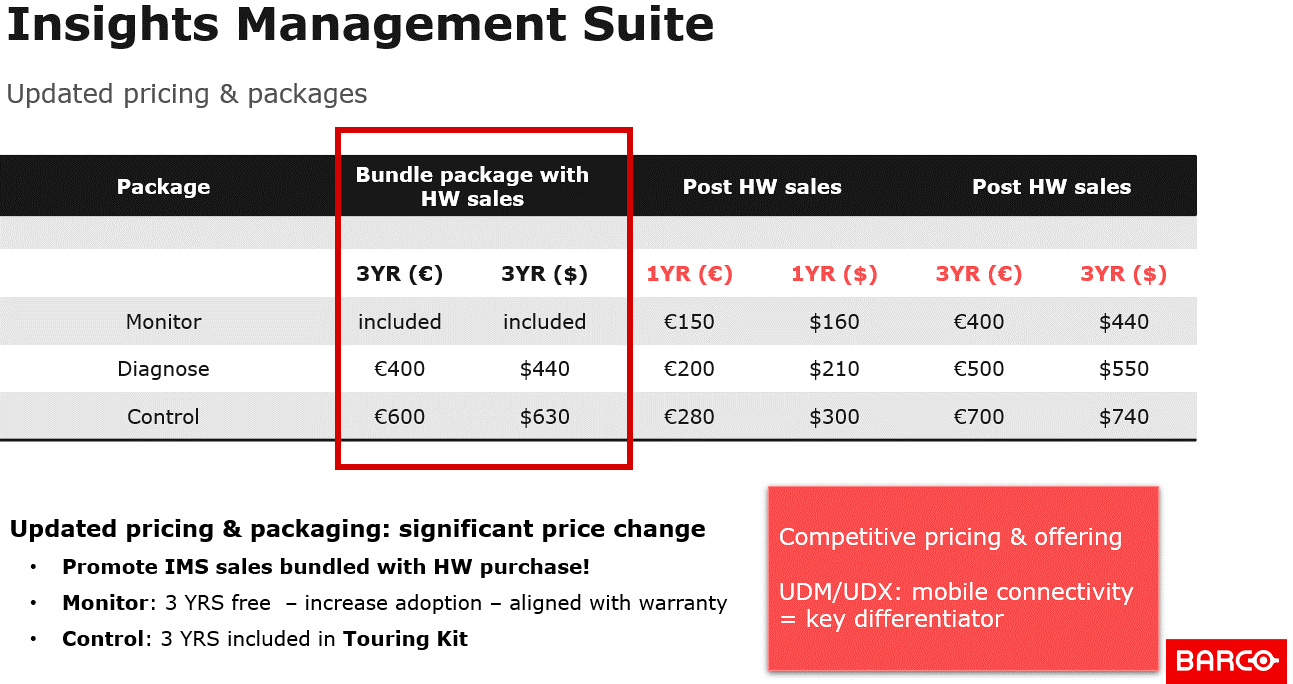 Insights Management Suite
Updated pricing & packages
Package
Bundle package with
HW sales
Post HW sales
Post HW sales
3YR (€) 3YR ($) 1YR (€) 1YR ($) 3YR (€) 3YR ($)
Monitor included included €150 $160 €400 $440
Diagnose €400 $440 €200 $210 €500 $550
Control €600 $630 €280 $300 €700 $740
Updated pricing & packaging: significant price change
• Promote IMS sales bundled with HW purchase!
• Monitor: 3 YRS free – increase adoption – aligned with warranty
• Control: 3 YRS included in Touring Kit
Competitive pricing & offering
UDM/UDX: mobile connectivity
= key differentiator
BARCO